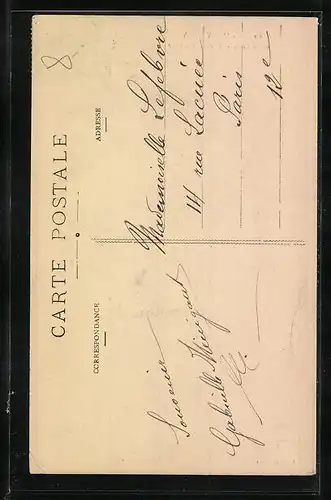 8
CARTE POSTALE
CORRESPONDANCE
Souvenir
Gabrielle
ADRESSE
Mademoiselle Lefebvre
14 rue Lacuée
Paris
12e